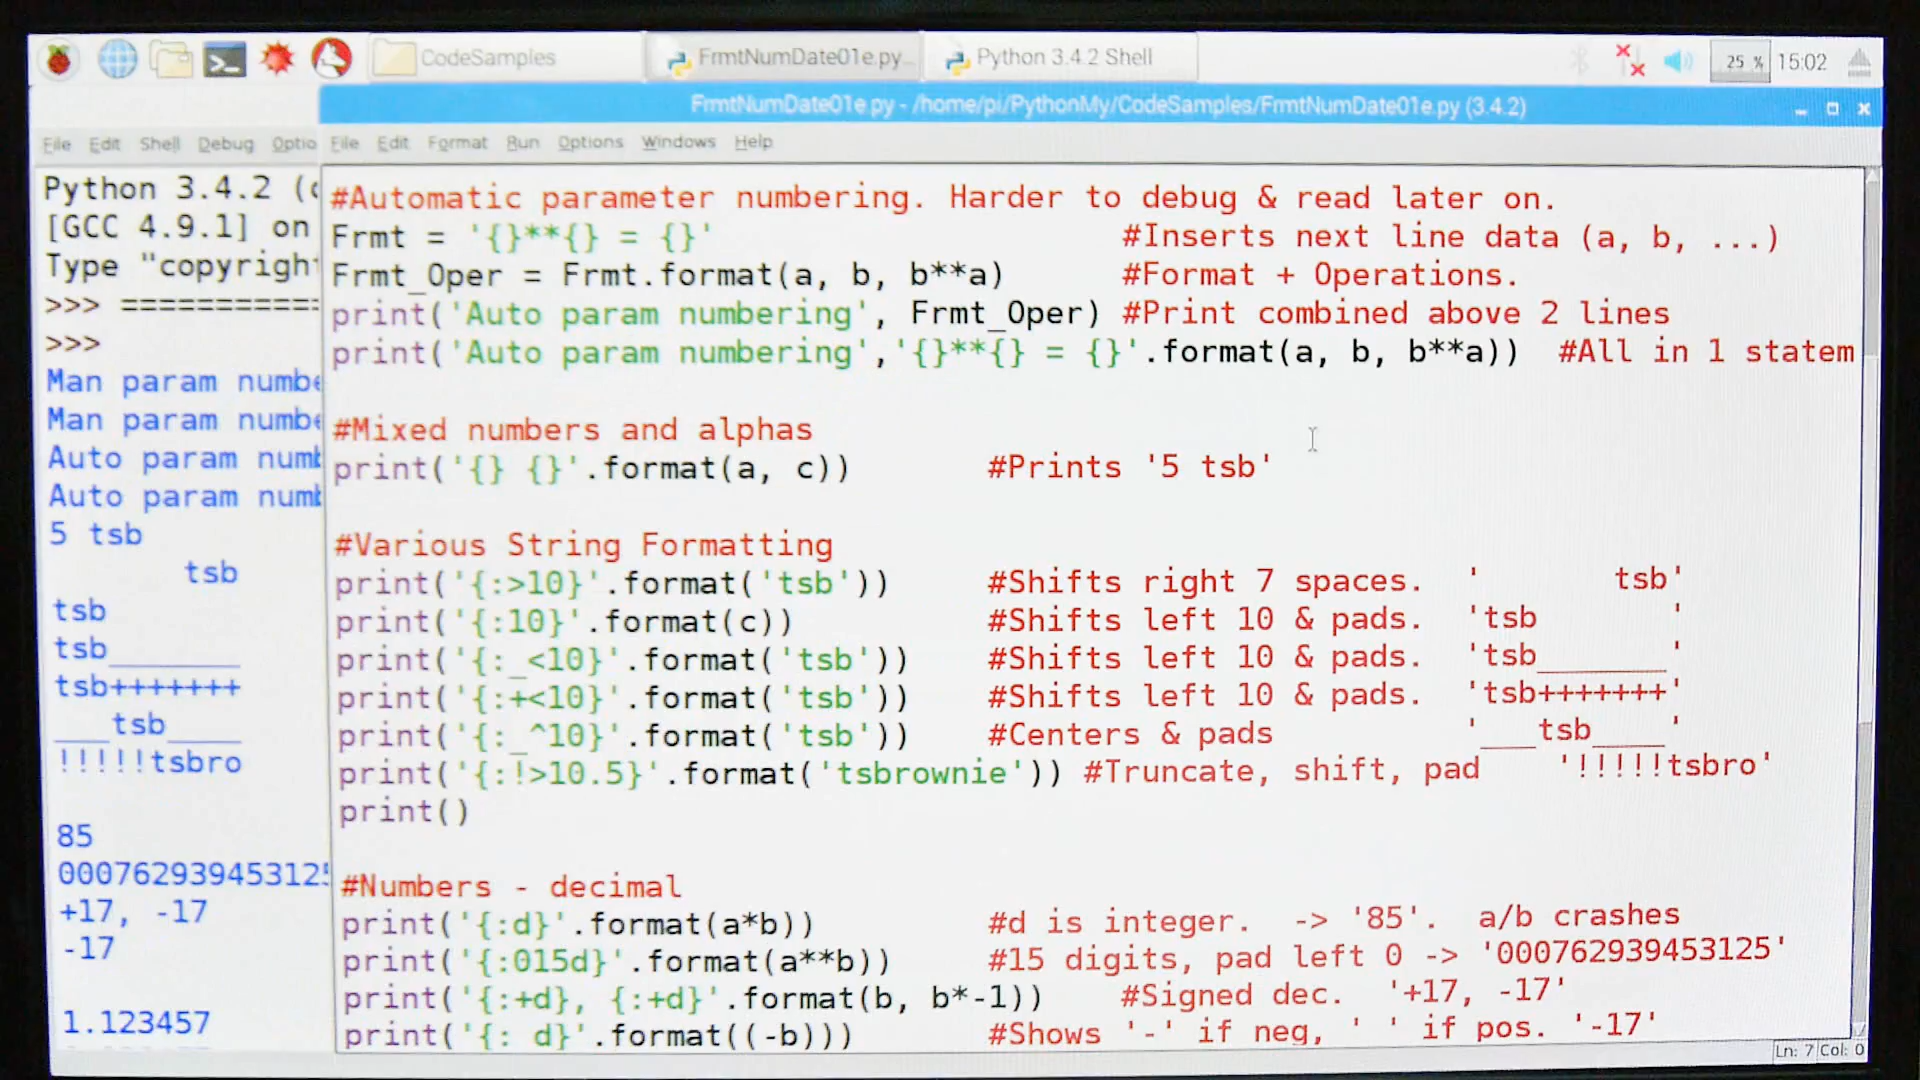 CodeSamples
FrmtNumDate01e.py...
Python 3.4.2 Shell
25 %
15:02
FrmtNumDate01e.py - /home/pi/PythonMy/CodeSamples/FrmtNumDate01e.py (3.4.2)
File Edit Shell Debug Optio
File Edit Format Run Options Windows Help
Python 3.4.2 (
[GCC 4.9.1] on
Type "copyright
>>> ===========
>>>
Man param numbe
Man param numbe
Auto param numb
Auto param numb
5 tsb
       tsb
tsb
tsb_______
tsb+++++++
___tsb____
!!!!!tsbro
85
000762939453125
+17, -17
-17
1.123457
#Automatic parameter numbering. Harder to debug & read later on.
Frmt = '{}**{} = {}' #Inserts next line data (a, b, ...)
Frmt_Oper = Frmt.format(a, b, b**a) #Format + Operations.
print('Auto param numbering', Frmt_Oper) #Print combined above 2 lines
print('Auto param numbering','{}**{} = {}'.format(a, b, b**a)) #All in 1 statem
#Mixed numbers and alphas
print('{} {}'.format(a, c)) #Prints '5 tsb'
#Various String Formatting
print('{:>10}'.format('tsb')) #Shifts right 7 spaces. '       tsb'
print('{:10}'.format(c)) #Shifts left 10 & pads. 'tsb       '
print('{:_<10}'.format('tsb')) #Shifts left 10 & pads. 'tsb_______'
print('{:+<10}'.format('tsb')) #Shifts left 10 & pads. 'tsb+++++++'
print('{:_^10}'.format('tsb')) #Centers & pads '___tsb____'
print('{:!>10.5}'.format('tsbrownie')) #Truncate, shift, pad '!!!!!tsbro'
print()
#Numbers - decimal
print('{:d}'.format(a*b)) #d is integer. -> '85'. a/b crashes
print('{:015d}'.format(a**b)) #15 digits, pad left 0 -> '000762939453125'
print('{:+d}, {:+d}'.format(b, b*-1)) #Signed dec. '+17, -17'
print('{: d}'.format((-b))) #Shows '-' if neg, ' ' if pos. '-17'
Ln: 7 Col: 0